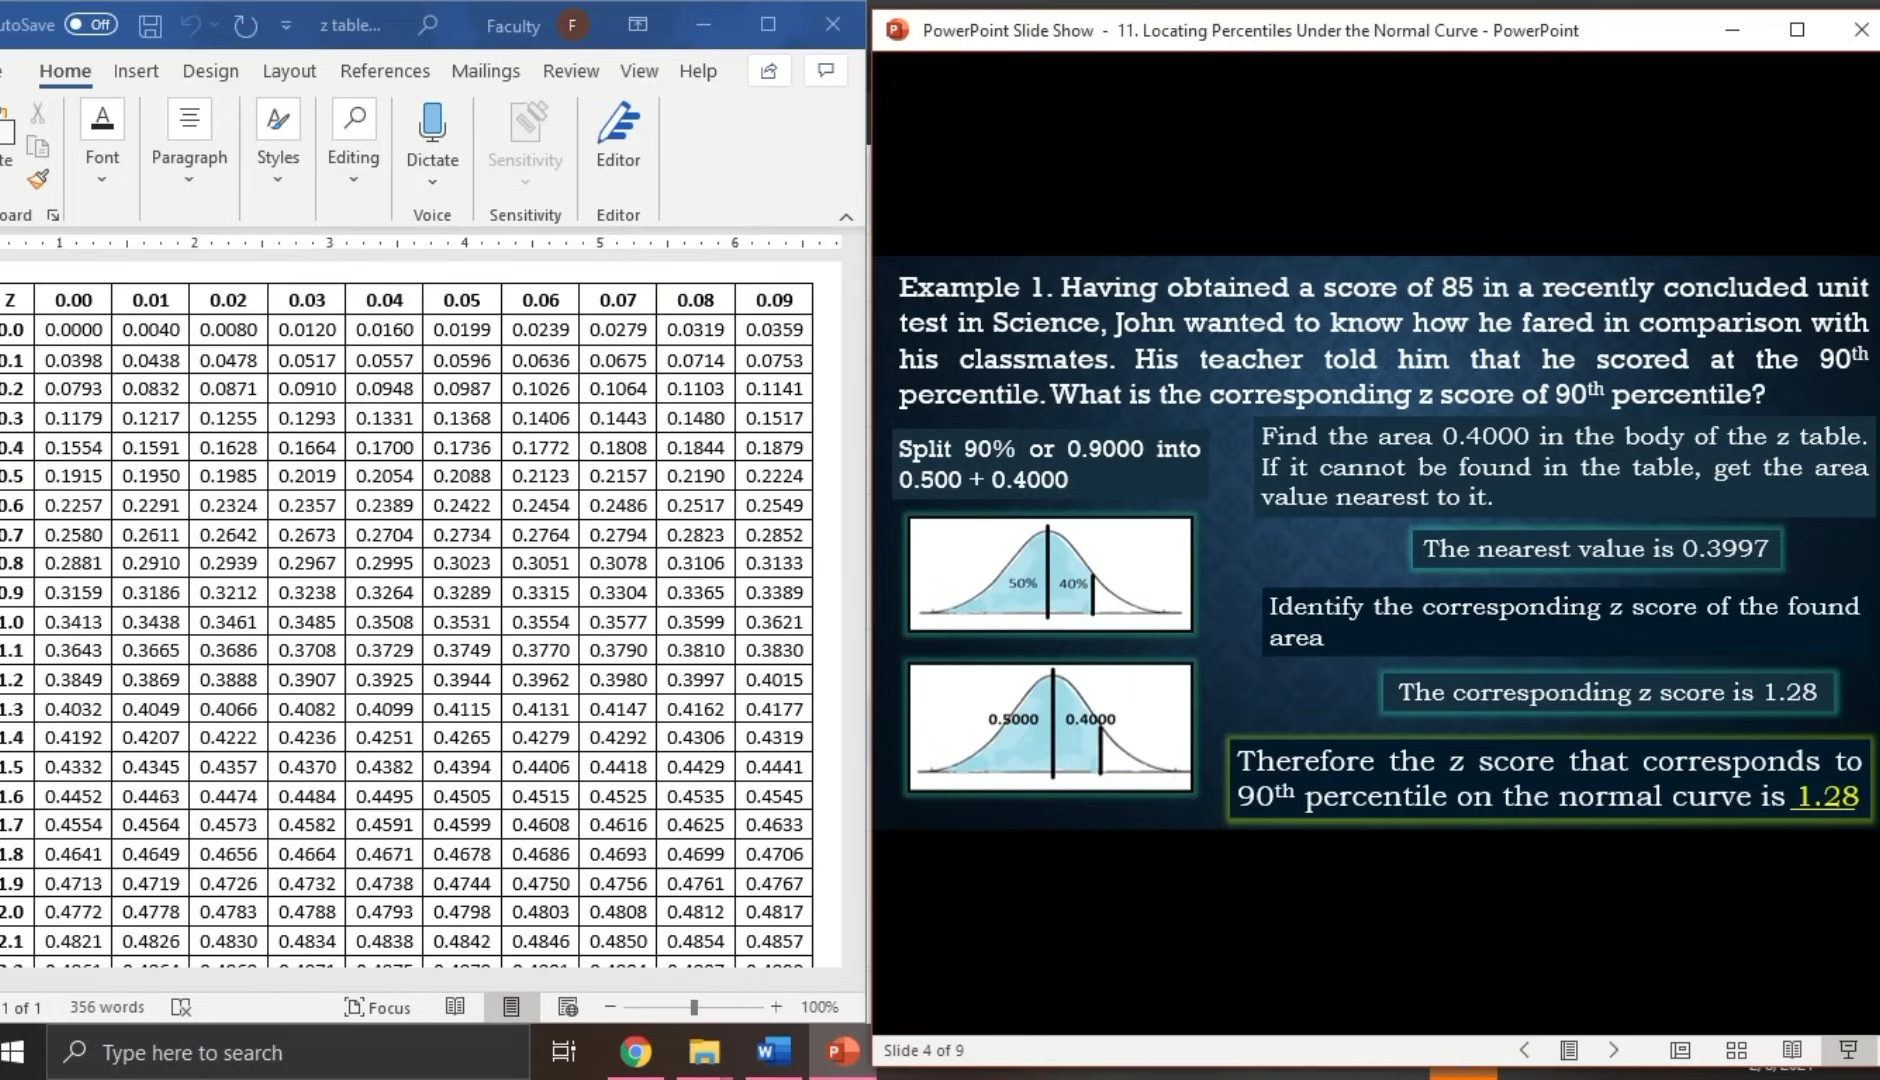 utoSave Off z table... Faculty F
Home Insert Design Layout References Mailings Review View Help
te Font Paragraph Styles Editing Dictate Sensitivity Editor
oard Voice Sensitivity Editor
1 2 3 4 5 6
Z 0.00 0.01 0.02 0.03 0.04 0.05 0.06 0.07 0.08 0.09
0.0 0.0000 0.0040 0.0080 0.0120 0.0160 0.0199 0.0239 0.0279 0.0319 0.0359
0.1 0.0398 0.0438 0.0478 0.0517 0.0557 0.0596 0.0636 0.0675 0.0714 0.0753
0.2 0.0793 0.0832 0.0871 0.0910 0.0948 0.0987 0.1026 0.1064 0.1103 0.1141
0.3 0.1179 0.1217 0.1255 0.1293 0.1331 0.1368 0.1406 0.1443 0.1480 0.1517
0.4 0.1554 0.1591 0.1628 0.1664 0.1700 0.1736 0.1772 0.1808 0.1844 0.1879
0.5 0.1915 0.1950 0.1985 0.2019 0.2054 0.2088 0.2123 0.2157 0.2190 0.2224
0.6 0.2257 0.2291 0.2324 0.2357 0.2389 0.2422 0.2454 0.2486 0.2517 0.2549
0.7 0.2580 0.2611 0.2642 0.2673 0.2704 0.2734 0.2764 0.2794 0.2823 0.2852
0.8 0.2881 0.2910 0.2939 0.2967 0.2995 0.3023 0.3051 0.3078 0.3106 0.3133
0.9 0.3159 0.3186 0.3212 0.3238 0.3264 0.3289 0.3315 0.3304 0.3365 0.3389
1.0 0.3413 0.3438 0.3461 0.3485 0.3508 0.3531 0.3554 0.3577 0.3599 0.3621
1.1 0.3643 0.3665 0.3686 0.3708 0.3729 0.3749 0.3770 0.3790 0.3810 0.3830
1.2 0.3849 0.3869 0.3888 0.3907 0.3925 0.3944 0.3962 0.3980 0.3997 0.4015
1.3 0.4032 0.4049 0.4066 0.4082 0.4099 0.4115 0.4131 0.4147 0.4162 0.4177
1.4 0.4192 0.4207 0.4222 0.4236 0.4251 0.4265 0.4279 0.4292 0.4306 0.4319
1.5 0.4332 0.4345 0.4357 0.4370 0.4382 0.4394 0.4406 0.4418 0.4429 0.4441
1.6 0.4452 0.4463 0.4474 0.4484 0.4495 0.4505 0.4515 0.4525 0.4535 0.4545
1.7 0.4554 0.4564 0.4573 0.4582 0.4591 0.4599 0.4608 0.4616 0.4625 0.4633
1.8 0.4641 0.4649 0.4656 0.4664 0.4671 0.4678 0.4686 0.4693 0.4699 0.4706
1.9 0.4713 0.4719 0.4726 0.4732 0.4738 0.4744 0.4750 0.4756 0.4761 0.4767
2.0 0.4772 0.4778 0.4783 0.4788 0.4793 0.4798 0.4803 0.4808 0.4812 0.4817
2.1 0.4821 0.4826 0.4830 0.4834 0.4838 0.4842 0.4846 0.4850 0.4854 0.4857
1 of 1 356 words Focus 100%
Type here to search
PowerPoint Slide Show - 11. Locating Percentiles Under the Normal Curve - PowerPoint
Example 1. Having obtained a score of 85 in a recently concluded unit
test in Science, John wanted to know how he fared in comparison with
his classmates. His teacher told him that he scored at the 90th
percentile. What is the corresponding z score of 90th percentile?
Split 90% or 0.9000 into
0.500 + 0.4000
50% 40%
0.5000 0.4000
Find the area 0.4000 in the body of the z table.
If it cannot be found in the table, get the area
value nearest to it.
The nearest value is 0.3997
Identify the corresponding z score of the found
area
The corresponding z score is 1.28
Therefore the z score that corresponds to
90th percentile on the normal curve is 1.28
Slide 4 of 9